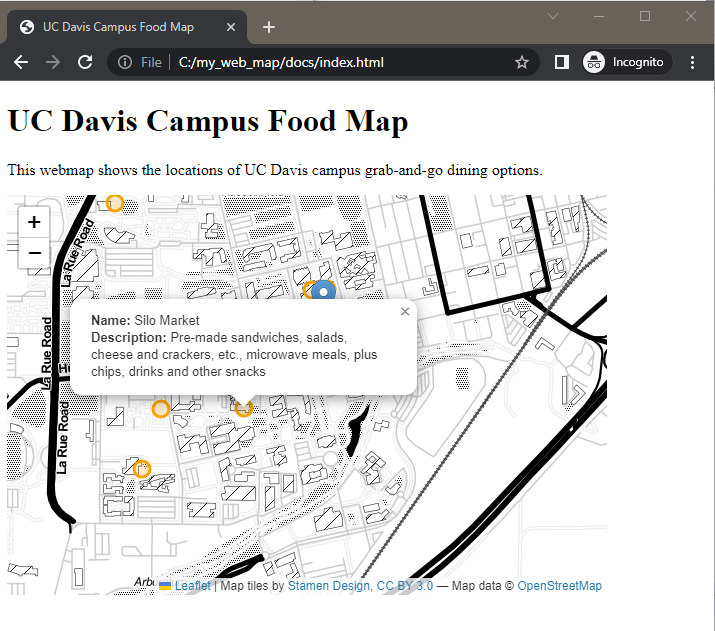 UC Davis Campus Food Map
File | C:/my_web_map/docs/index.html
Incognito
UC Davis Campus Food Map
This webmap shows the locations of UC Davis campus grab-and-go dining options.
+
−
La Rue Road
Name: Silo Market
Description: Pre-made sandwiches, salads,
cheese and crackers, etc., microwave meals, plus
chips, drinks and other snacks
La Rue Road
La Rue Road
Leaflet | Map tiles by Stamen Design, CC BY 3.0 — Map data © OpenStreetMap